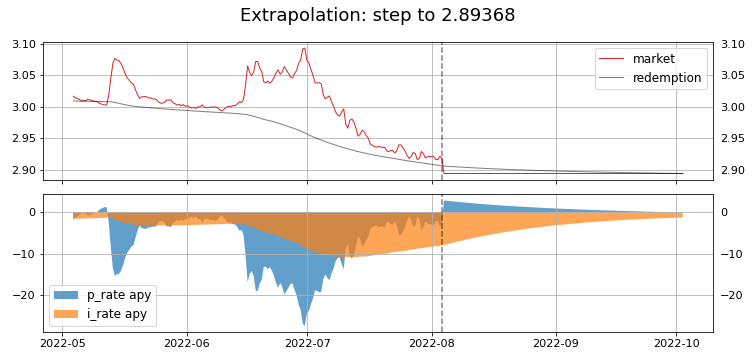 Extrapolation: step to 2.89368
3.10 3.10
market
3.05 3.05
redemption
3.00 3.00
2.95 2.95
2.90 2.90
0 0
−10 −10
−20 −20
p_rate apy
i_rate apy
2022-05 2022-06 2022-07 2022-08 2022-09 2022-10